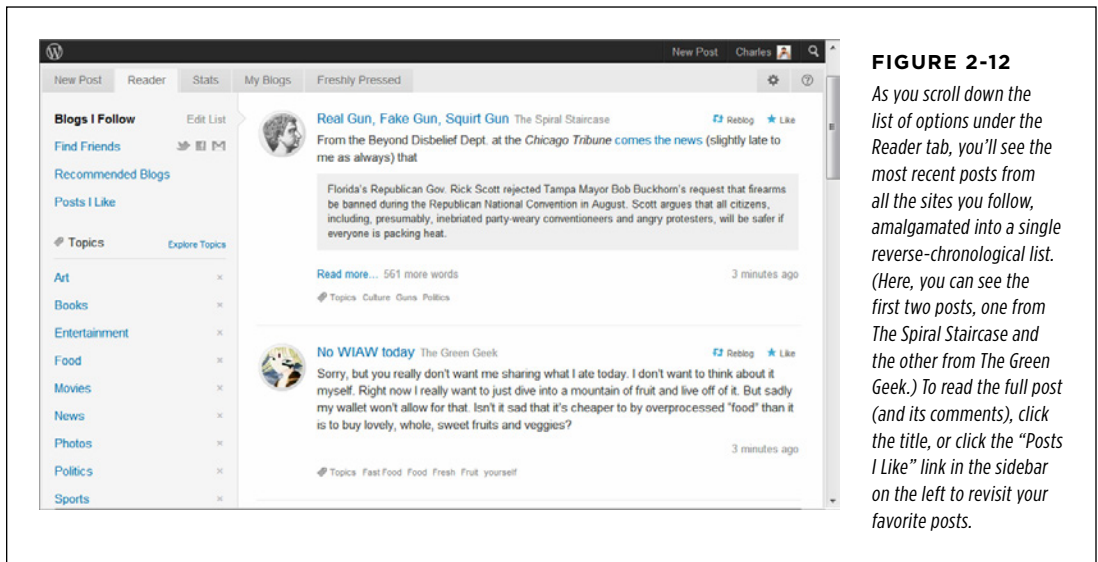 New Post Charles
New Post Reader Stats My Blogs Freshly Pressed
Blogs I Follow Edit List
Find Friends
Recommended Blogs
Posts I Like
Topics Explore Topics
Art ×
Books ×
Entertainment ×
Food ×
Movies ×
News ×
Photos ×
Politics ×
Sports ×
Real Gun, Fake Gun, Squirt Gun The Spiral Staircase Reblog Like
From the Beyond Disbelief Dept. at the Chicago Tribune comes the news (slightly late to
me as always) that
Florida's Republican Gov. Rick Scott rejected Tampa Mayor Bob Buckhorn's request that firearms
be banned during the Republican National Convention in August. Scott argues that all citizens,
including, presumably, inebriated party-weary conventioneers and angry protesters, will be safer if
everyone is packing heat.
Read more... 561 more words 3 minutes ago
Topics Culture Guns Politics
No WIAW today The Green Geek Reblog Like
Sorry, but you really don't want me sharing what I ate today. I don't want to think about it
myself. Right now I really want to just dive into a mountain of fruit and live off of it. But sadly
my wallet won't allow for that. Isn't it sad that it's cheaper to by overprocessed "food" than it
is to buy lovely, whole, sweet fruits and veggies?
3 minutes ago
Topics Fast Food Food Fresh Fruit yourself
FIGURE 2-12
As you scroll down the
list of options under the
Reader tab, you'll see the
most recent posts from
all the sites you follow,
amalgamated into a single
reverse-chronological list.
(Here, you can see the
first two posts, one from
The Spiral Staircase and
the other from The Green
Geek.) To read the full post
(and its comments), click
the title, or click the "Posts
I Like" link in the sidebar
on the left to revisit your
favorite posts.